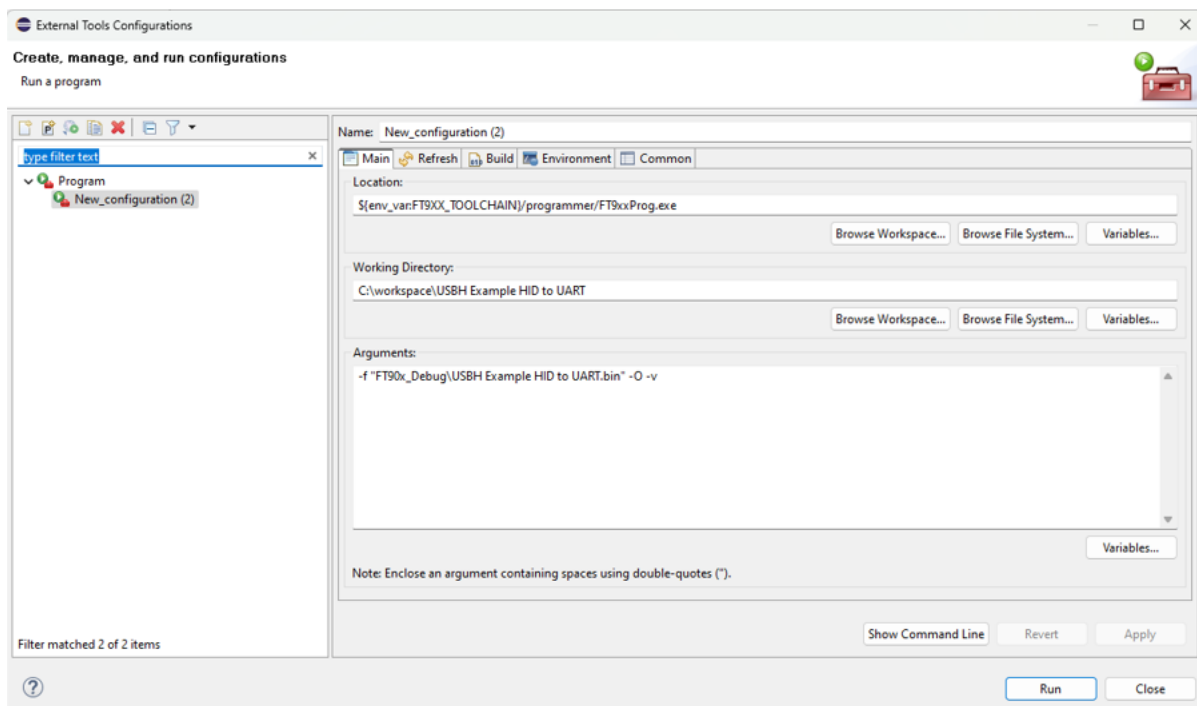 External Tools Configurations
Create, manage, and run configurations
Run a program
type filter text
Program
New_configuration (2)
Filter matched 2 of 2 items
Name: New_configuration (2)
Main Refresh Build Environment Common
Location:
${env_var:FT9XX_TOOLCHAIN}/programmer/FT9xxProg.exe
Browse Workspace... Browse File System... Variables...
Working Directory:
C:\workspace\USBH Example HID to UART
Browse Workspace... Browse File System... Variables...
Arguments:
-f "FT90x_Debug\USBH Example HID to UART.bin" -O -v
Variables...
Note: Enclose an argument containing spaces using double-quotes (").
Show Command Line Revert Apply
Run Close